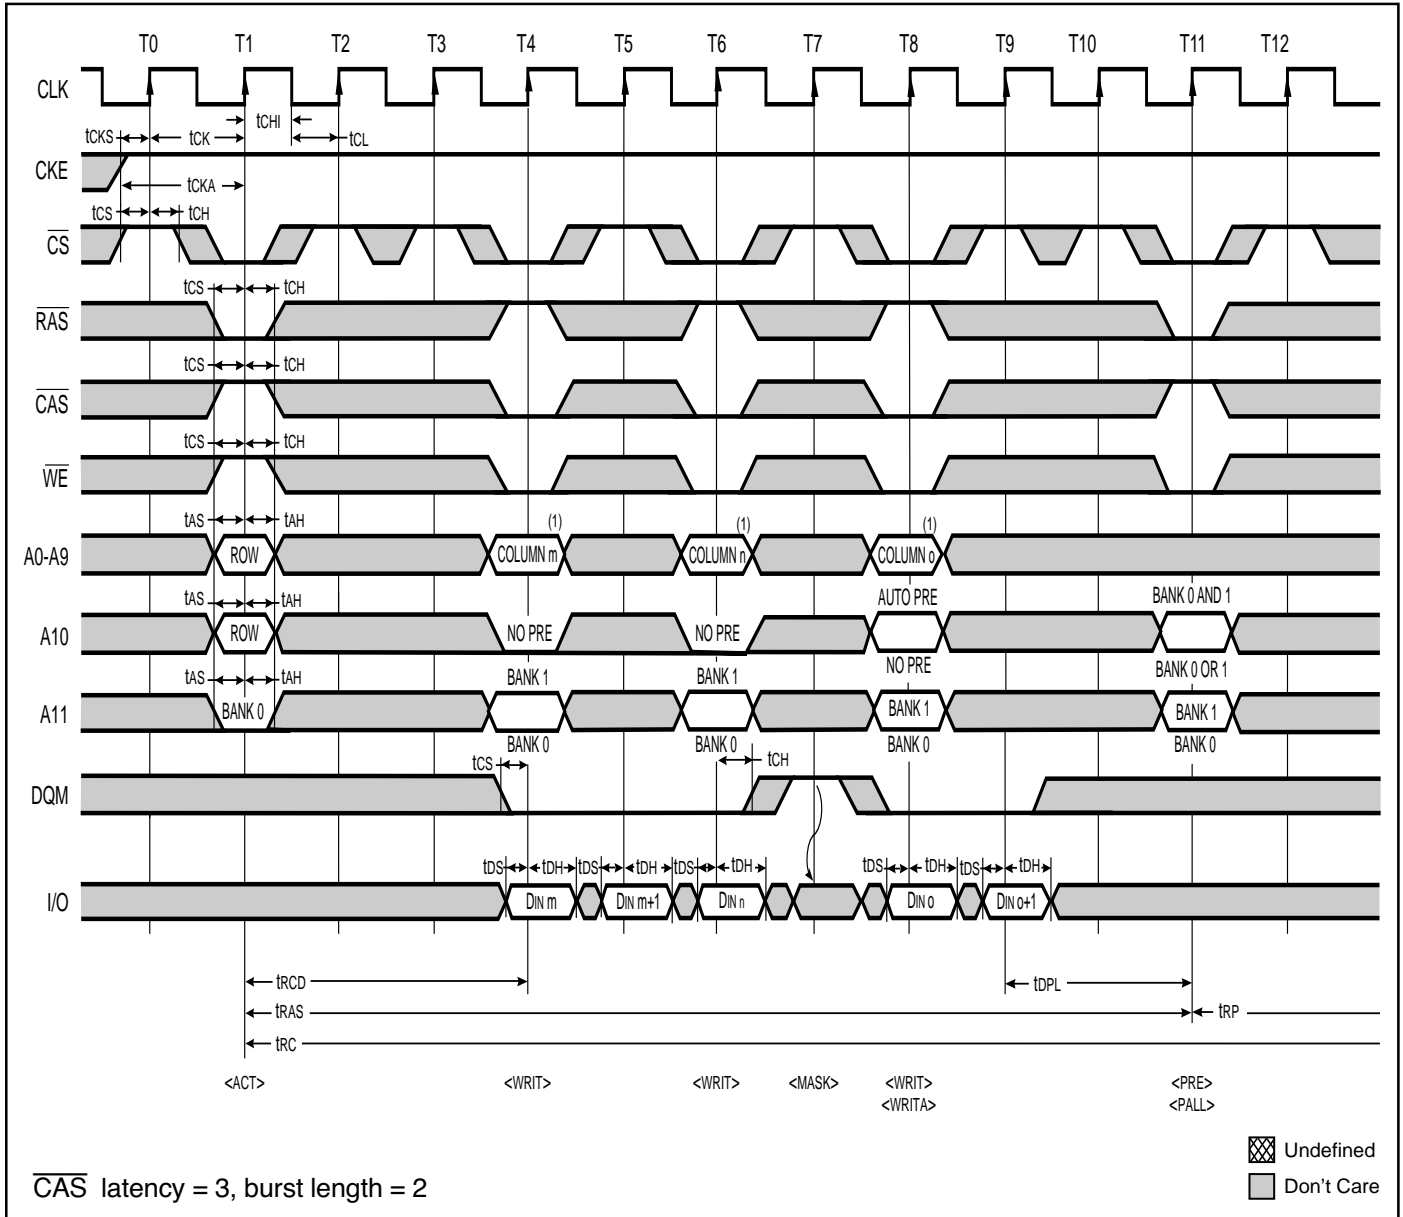 T0 T1 T2 T3 T4 T5 T6 T7 T8 T9 T10 T11 T12
CLK
tCHI
tCKS tCK tCL
CKE
tCKA
tCS tCH
CS
tCS tCH
RAS
tCS tCH
CAS
tCS tCH
WE
tAS tAH (1) (1) (1)
A0-A9 ROW COLUMN m COLUMN n COLUMN o
tAS tAH AUTO PRE BANK 0 AND 1
A10 ROW NO PRE NO PRE
NO PRE BANK 0 OR 1
tAS tAH BANK 1 BANK 1
A11 BANK 0 BANK 1 BANK 1
BANK 0 BANK 0 BANK 0 BANK 0
tCS tCH
DQM
tDS tDH tDS tDH tDS tDH tDS tDH tDS tDH
I/O DIN m DIN m+1 DIN n DIN o DIN o+1
tRCD tDPL
tRAS tRP
tRC
<ACT> <WRIT> <WRIT> <MASK> <WRIT> <PRE>
<WRITA> <PALL>
Undefined
CAS latency = 3, burst length = 2 Don't Care